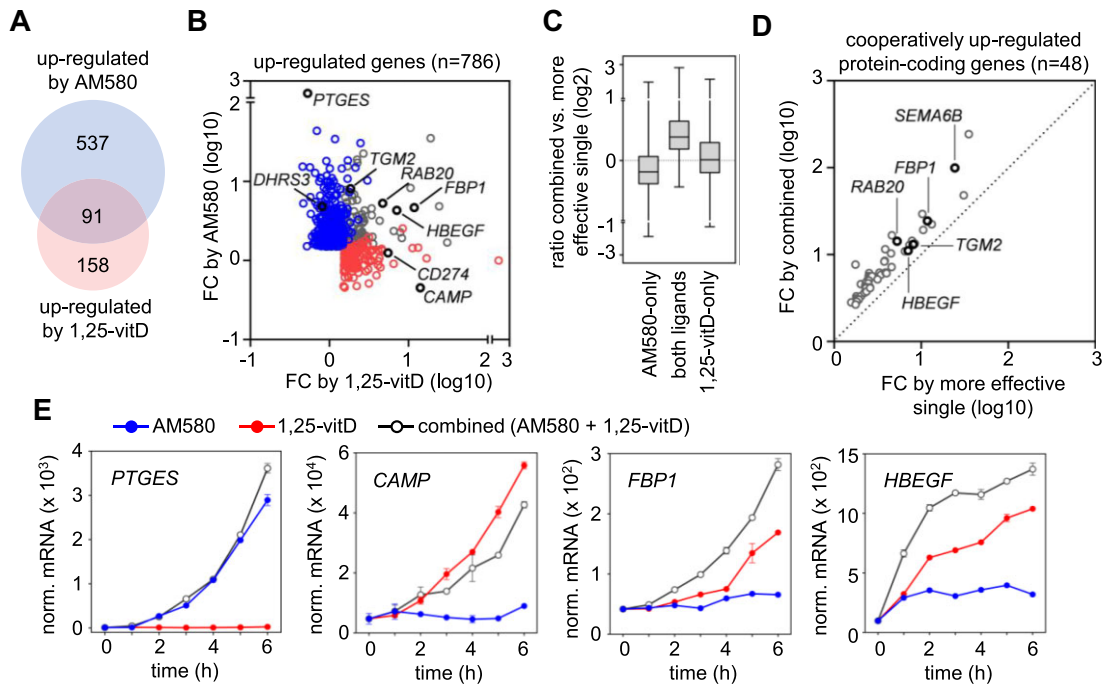 A
up-regulated
by AM580
537
91
158
up-regulated
by 1,25-vitD
B
up-regulated genes (n=786)
FC by AM580 (log10)
3
2
1
0
-1
PTGES
TGM2
DHRS3
RAB20
FBP1
HBEGF
CD274
CAMP
-1 0 1 2 3
FC by 1,25-vitD (log10)
C
ratio combined vs. more
effective single (log2)
3
1
0
-1
-3
AM580-only
both ligands
1,25-vitD-only
D
cooperatively up-regulated
protein-coding genes (n=48)
FC by combined (log10)
3
2
1
0
SEMA6B
FBP1
RAB20
TGM2
HBEGF
0 1 2 3
FC by more effective
single (log10)
E
AM580 1,25-vitD combined (AM580 + 1,25-vitD)
PTGES
norm. mRNA (x 10³)
4
3
2
1
0
0 2 4 6
time (h)
CAMP
norm. mRNA (x 10⁴)
6
4
2
0
0 2 4 6
time (h)
FBP1
norm. mRNA (x 10²)
3
2
1
0
0 2 4 6
time (h)
HBEGF
norm. mRNA (x 10²)
15
10
5
0
0 2 4 6
time (h)